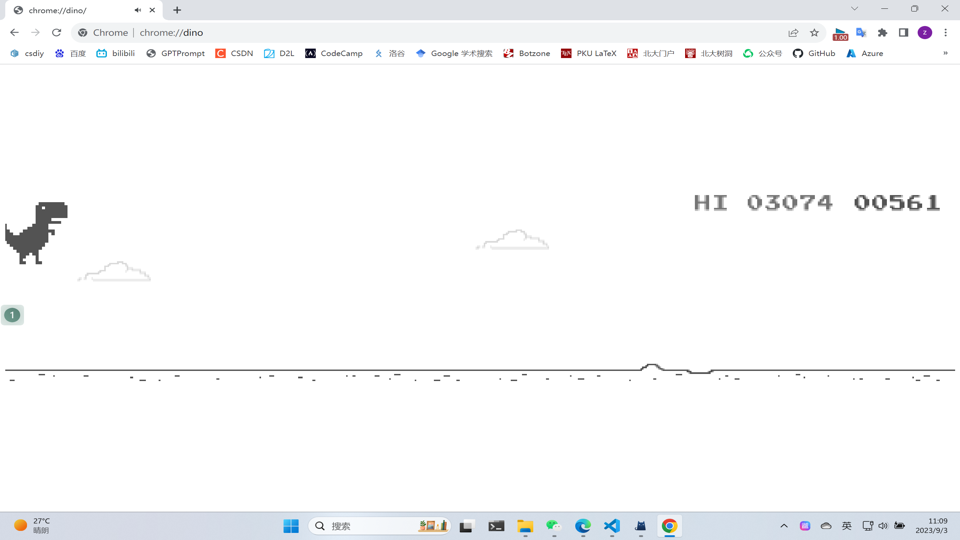 chrome://dino/
Chrome | chrome://dino
1.00
z
csdiy
百度
bilibili
GPTPrompt
CSDN
D2L
CodeCamp
洛谷
Google 学术搜索
Botzone
PKU LaTeX
北大门户
北大树洞
公众号
GitHub
Azure
»
HI 03074 00561
1
27°C
晴朗
搜索
英
11:09
2023/9/3